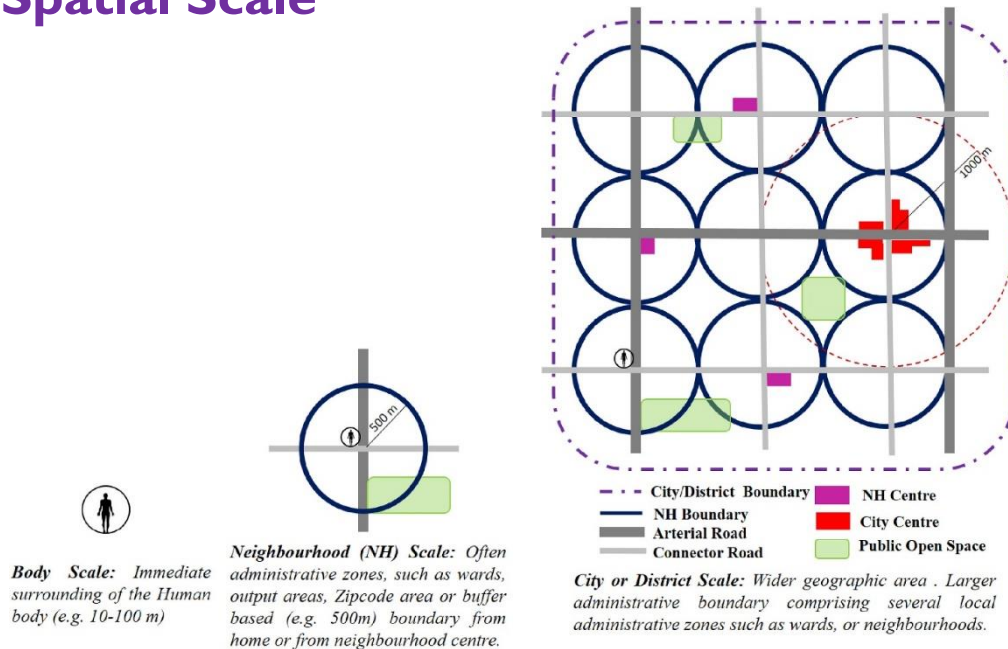 Spatial Scale
1000 m
500 m
City/District Boundary
NH Boundary
Arterial Road
Connector Road
NH Centre
City Centre
Public Open Space
Body Scale: Immediate
surrounding of the Human
body (e.g. 10-100 m)
Neighbourhood (NH) Scale: Often
administrative zones, such as wards,
output areas, Zipcode area or buffer
based (e.g. 500m) boundary from
home or from neighbourhood centre.
City or District Scale: Wider geographic area . Larger
administrative boundary comprising several local
administrative zones such as wards, or neighbourhoods.